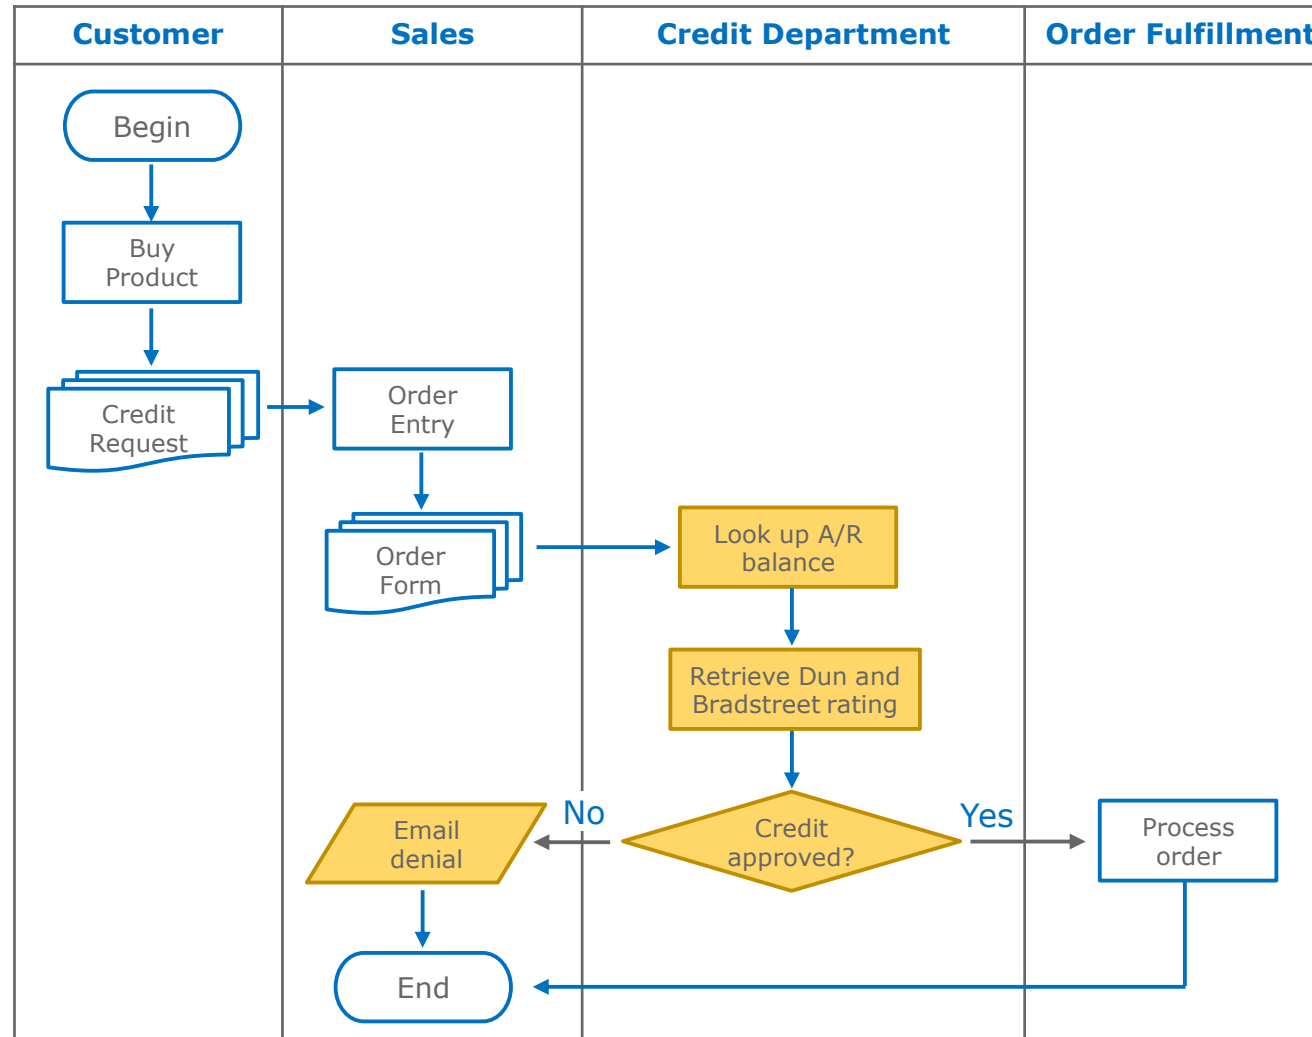 Customer
Sales
Credit Department
Order Fulfillment
Begin
Buy
Product
Credit
Request
Order
Entry
Order
Form
Look up A/R
balance
Retrieve Dun and
Bradstreet rating
Credit
approved?
No
Yes
Email
denial
Process
order
End